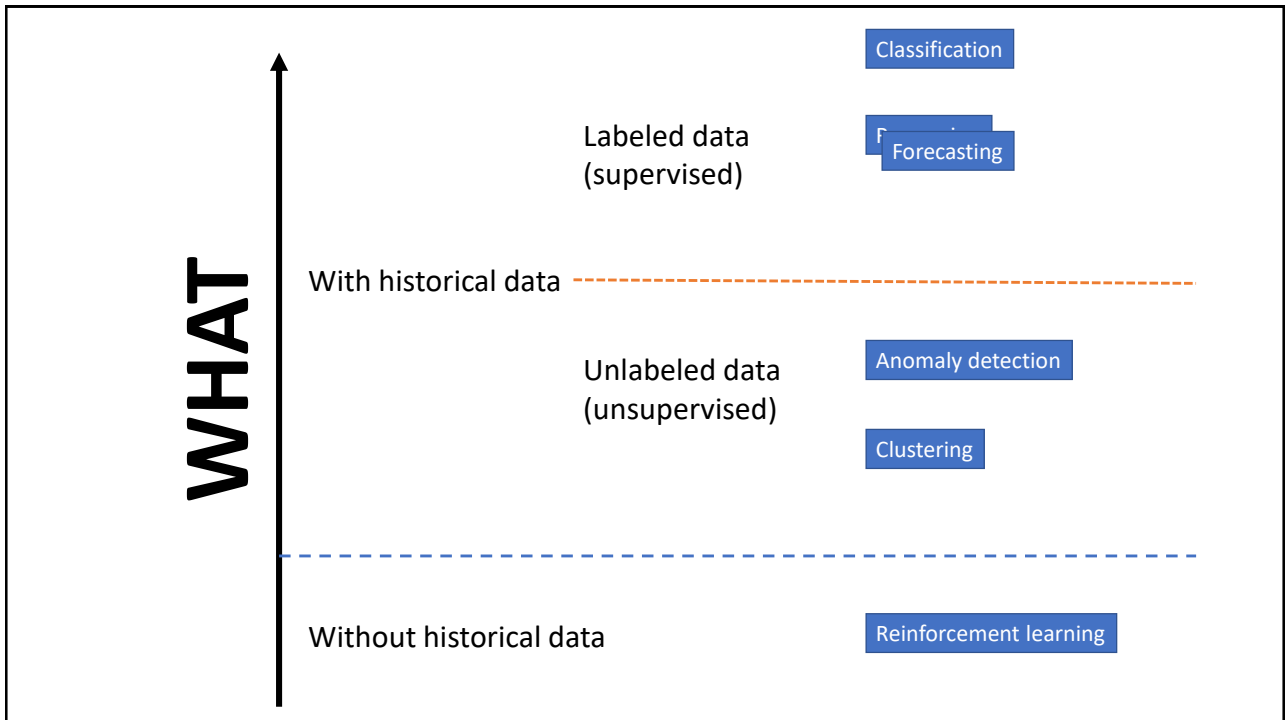 Classification
Labeled data
(supervised)
Forecasting
WHAT
With historical data
Anomaly detection
Unlabeled data
(unsupervised)
Clustering
Without historical data
Reinforcement learning